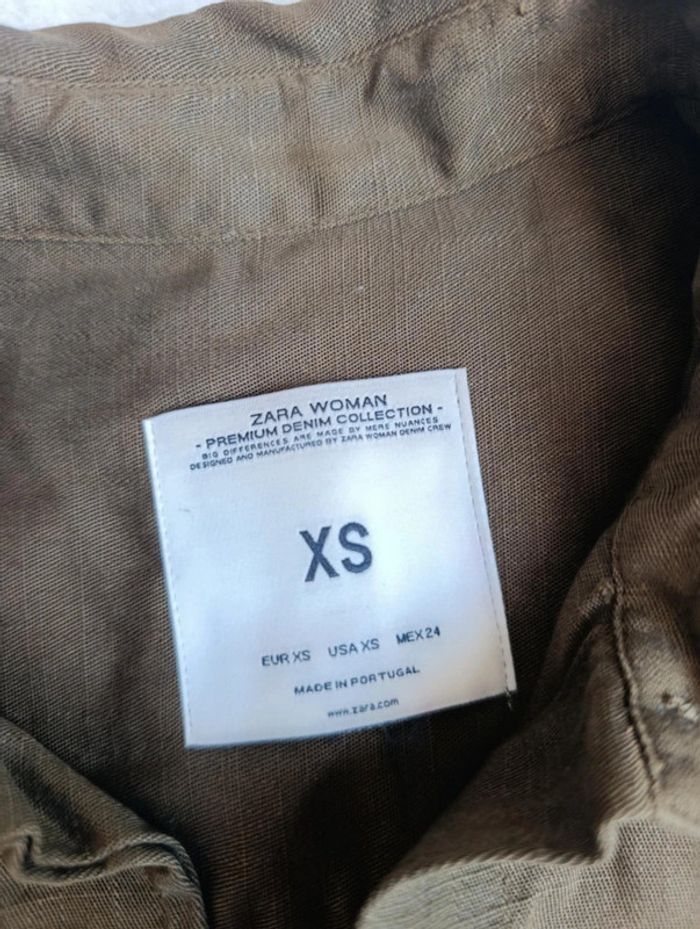 ZARA WOMAN
- PREMIUM DENIM COLLECTION -
BIG DIFFERENCES ARE MADE BY MERE NUANCES
DESIGNED AND MANUFACTURED BY ZARA WOMAN DENIM CREW
XS
EUR XS USA XS MEX 24
MADE IN PORTUGAL
www.zara.com